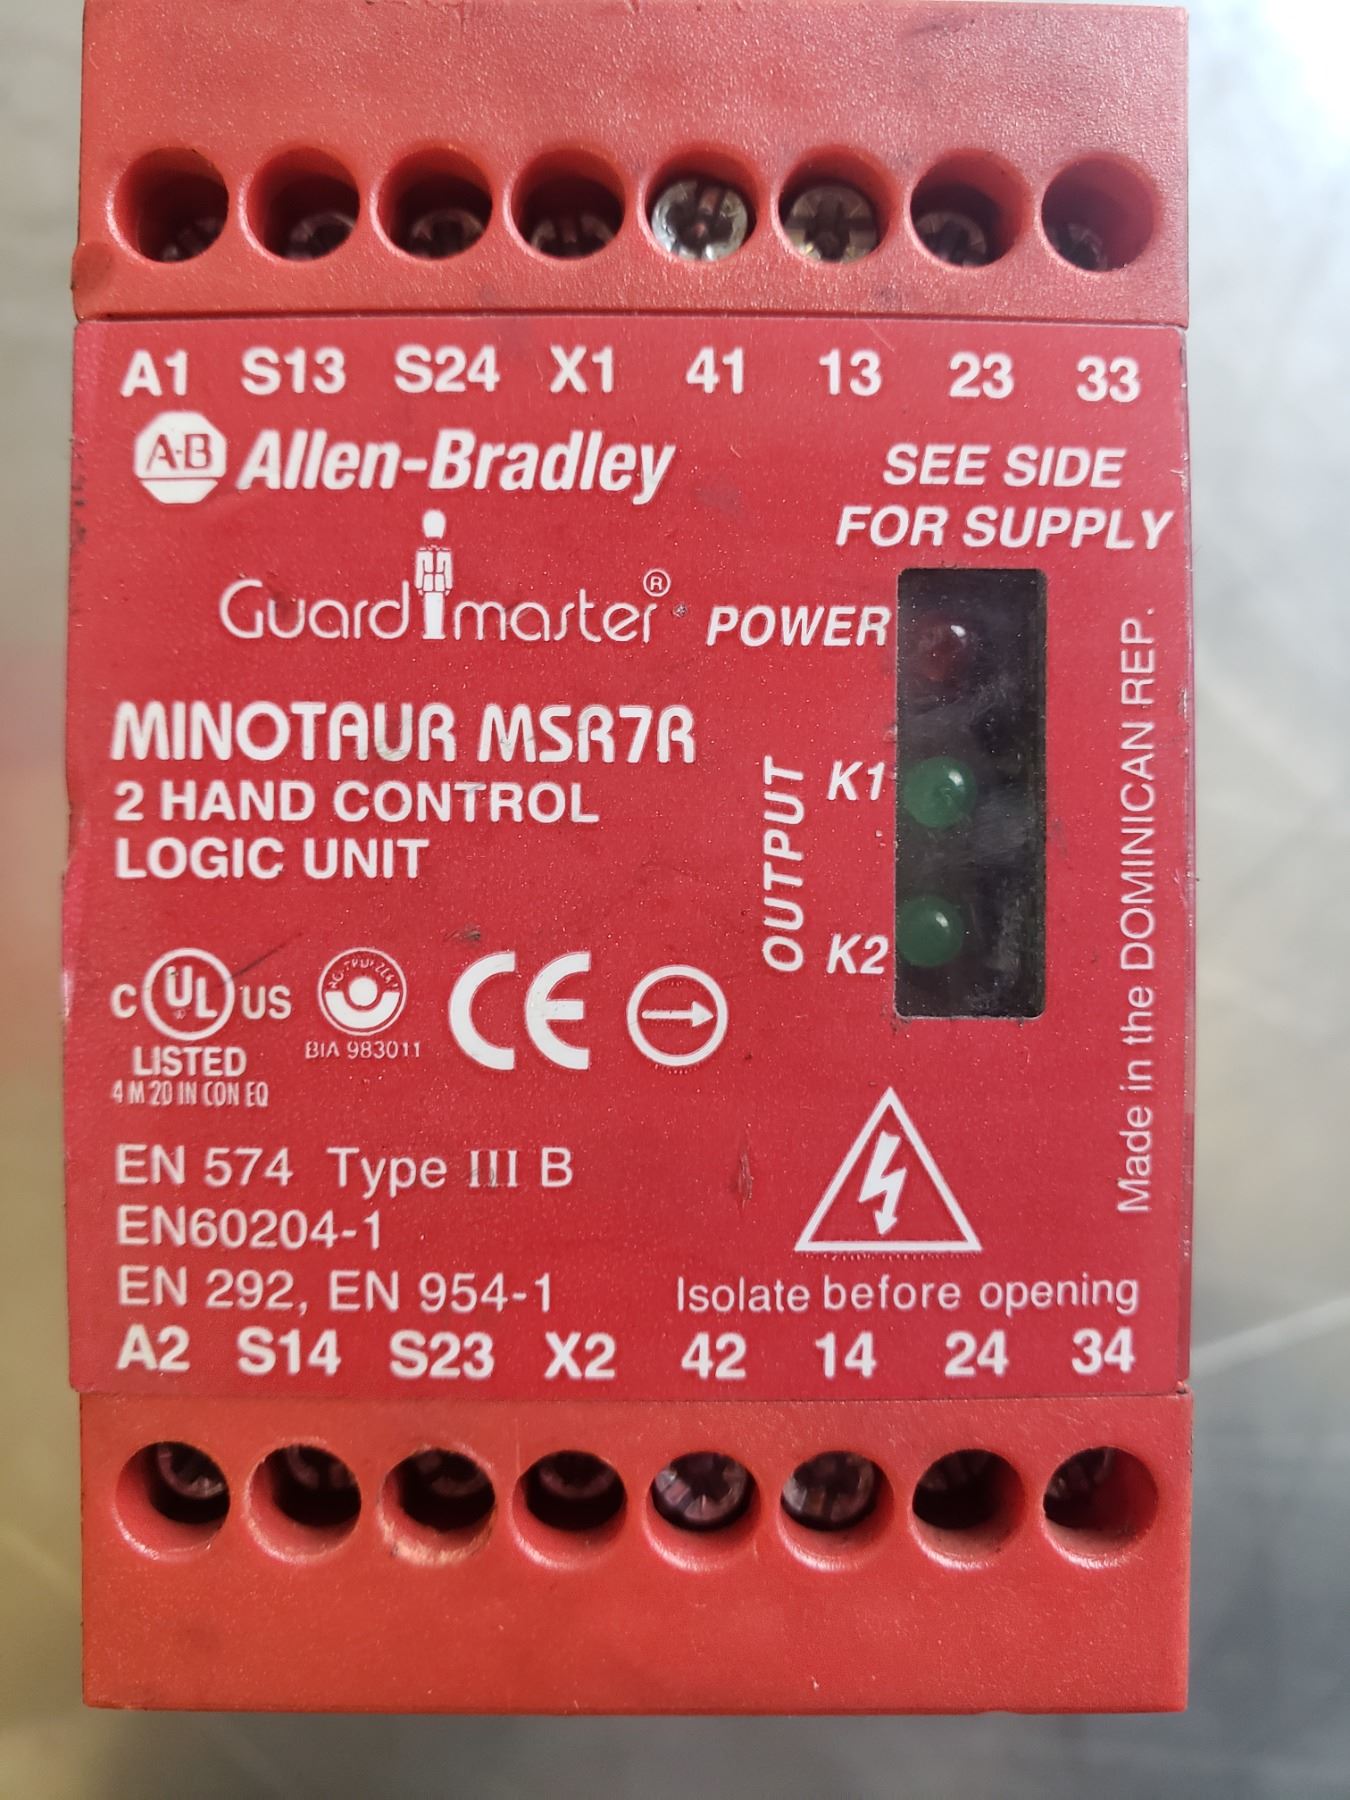 A1 S13 S24 X1 41 13 23 33
A-B Allen-Bradley
SEE SIDE
FOR SUPPLY
Guardmaster®
POWER
MINOTAUR MSR7R
2 HAND CONTROL
LOGIC UNIT
OUTPUT
K1
K2
Made in the DOMINICAN REP.
C UL US
LISTED
4 M 2D IN CON EQ
BIA 983011
CE
EN 574 Type III B
EN60204-1
EN 292, EN 954-1
Isolate before opening
A2 S14 S23 X2 42 14 24 34